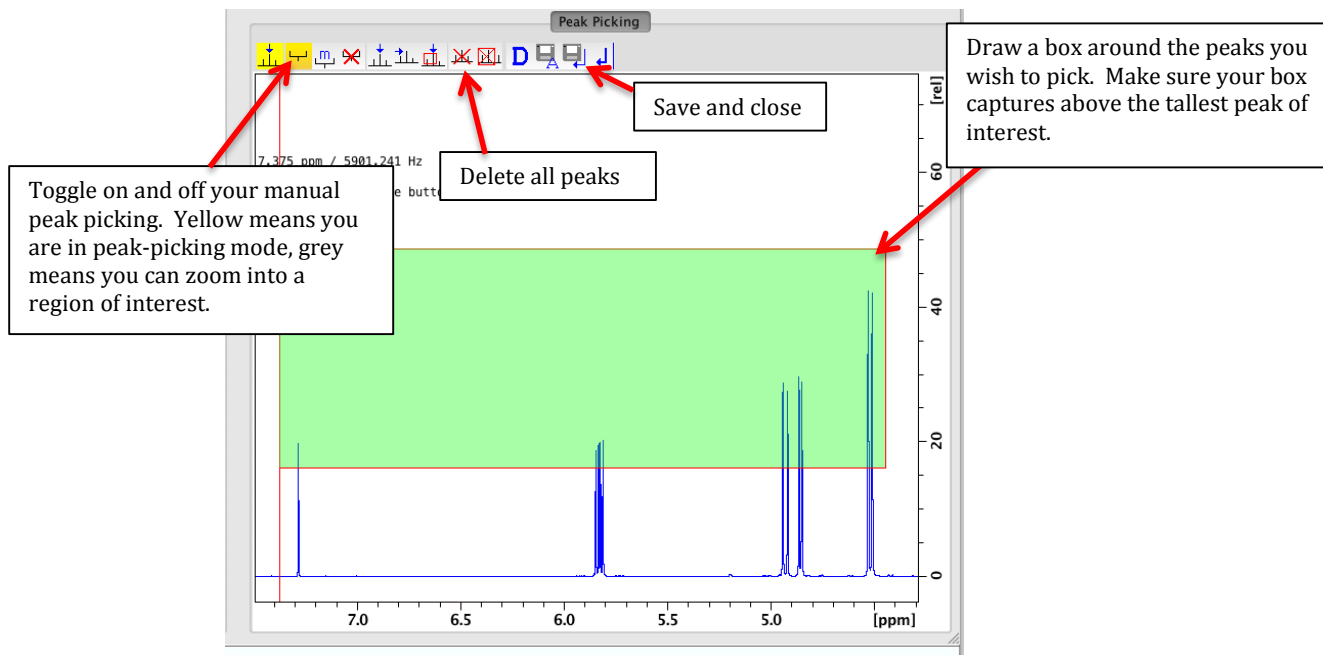 Peak Picking
D
A
m
Draw a box around the peaks you
wish to pick. Make sure your box
captures above the tallest peak of
interest.
Save and close
Delete all peaks
7.375 ppm / 5901.241 Hz
e butto
Toggle on and off your manual
peak picking. Yellow means you
are in peak-picking mode, grey
means you can zoom into a
region of interest.
[rel]
60
40
20
0
7.0 6.5 6.0 5.5 5.0 [ppm]